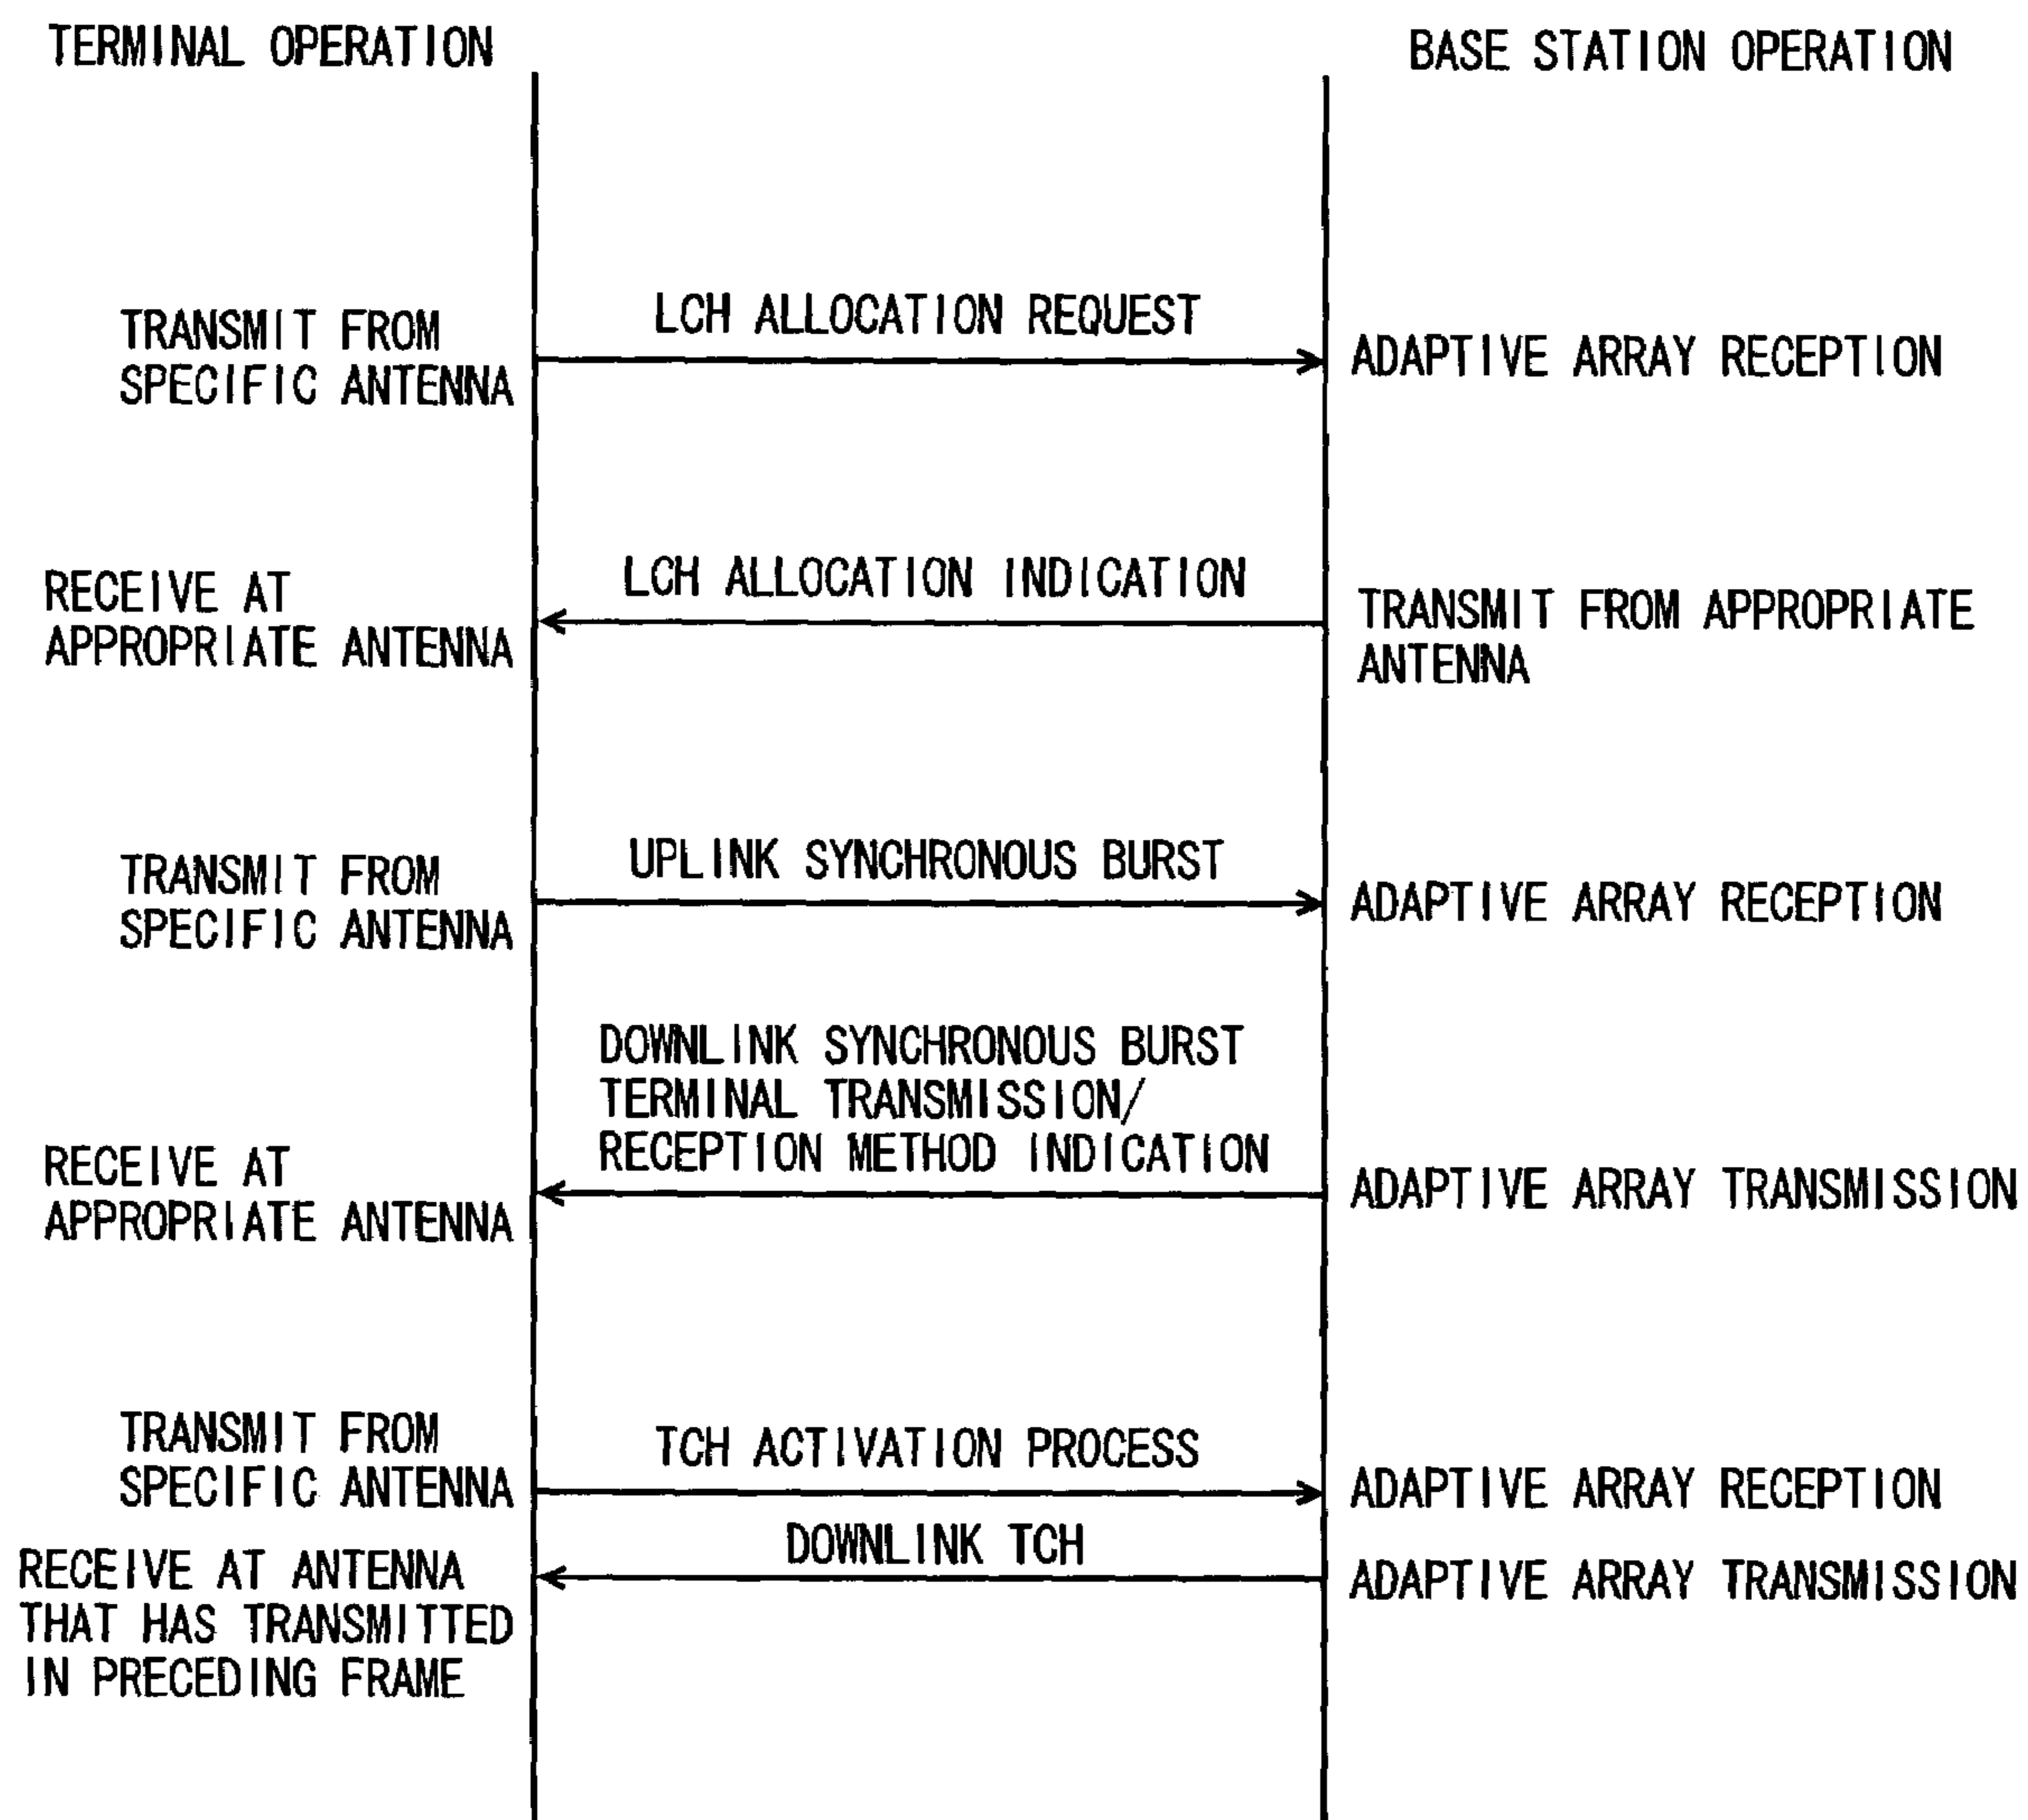 TERMINAL OPERATION
BASE STATION OPERATION
TRANSMIT FROM
SPECIFIC ANTENNA
LCH ALLOCATION REQUEST
ADAPTIVE ARRAY RECEPTION
RECEIVE AT
APPROPRIATE ANTENNA
LCH ALLOCATION INDICATION
TRANSMIT FROM APPROPRIATE
ANTENNA
TRANSMIT FROM
SPECIFIC ANTENNA
UPLINK SYNCHRONOUS BURST
ADAPTIVE ARRAY RECEPTION
DOWNLINK SYNCHRONOUS BURST
TERMINAL TRANSMISSION/
RECEPTION METHOD INDICATION
RECEIVE AT
APPROPRIATE ANTENNA
ADAPTIVE ARRAY TRANSMISSION
TRANSMIT FROM
SPECIFIC ANTENNA
TCH ACTIVATION PROCESS
ADAPTIVE ARRAY RECEPTION
DOWNLINK TCH
RECEIVE AT ANTENNA
THAT HAS TRANSMITTED
IN PRECEDING FRAME
ADAPTIVE ARRAY TRANSMISSION